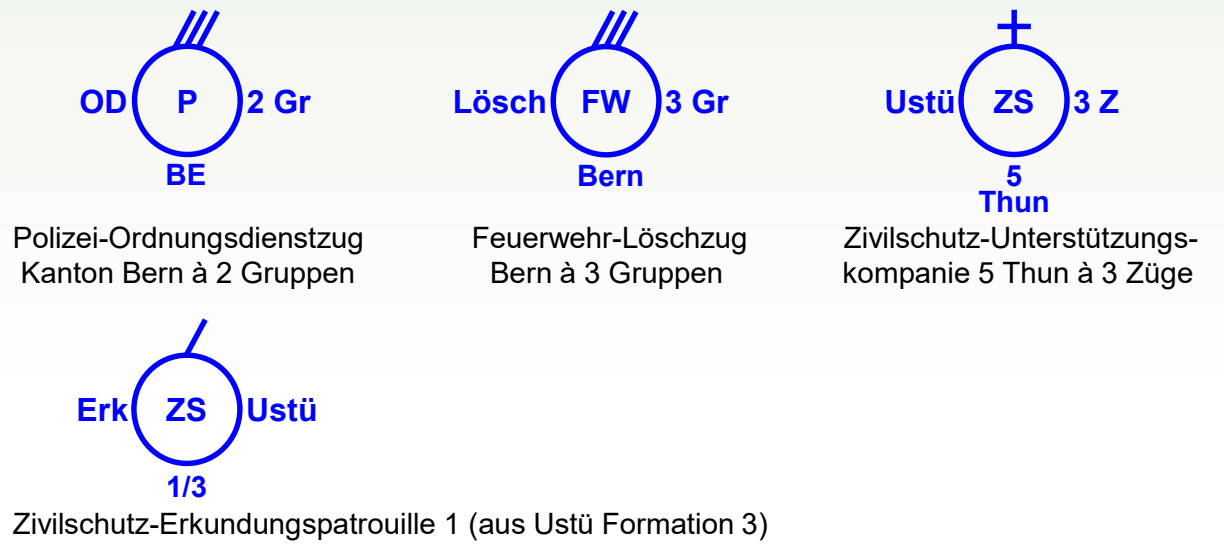 OD P 2 Gr
BE
Polizei-Ordnungsdienstzug
Kanton Bern à 2 Gruppen
Lösch FW 3 Gr
Bern
Feuerwehr-Löschzug
Bern à 3 Gruppen
Ustü ZS 3 Z
5
Thun
Zivilschutz-Unterstützungs-
kompanie 5 Thun à 3 Züge
Erk ZS Ustü
1/3
Zivilschutz-Erkundungspatrouille 1 (aus Ustü Formation 3)